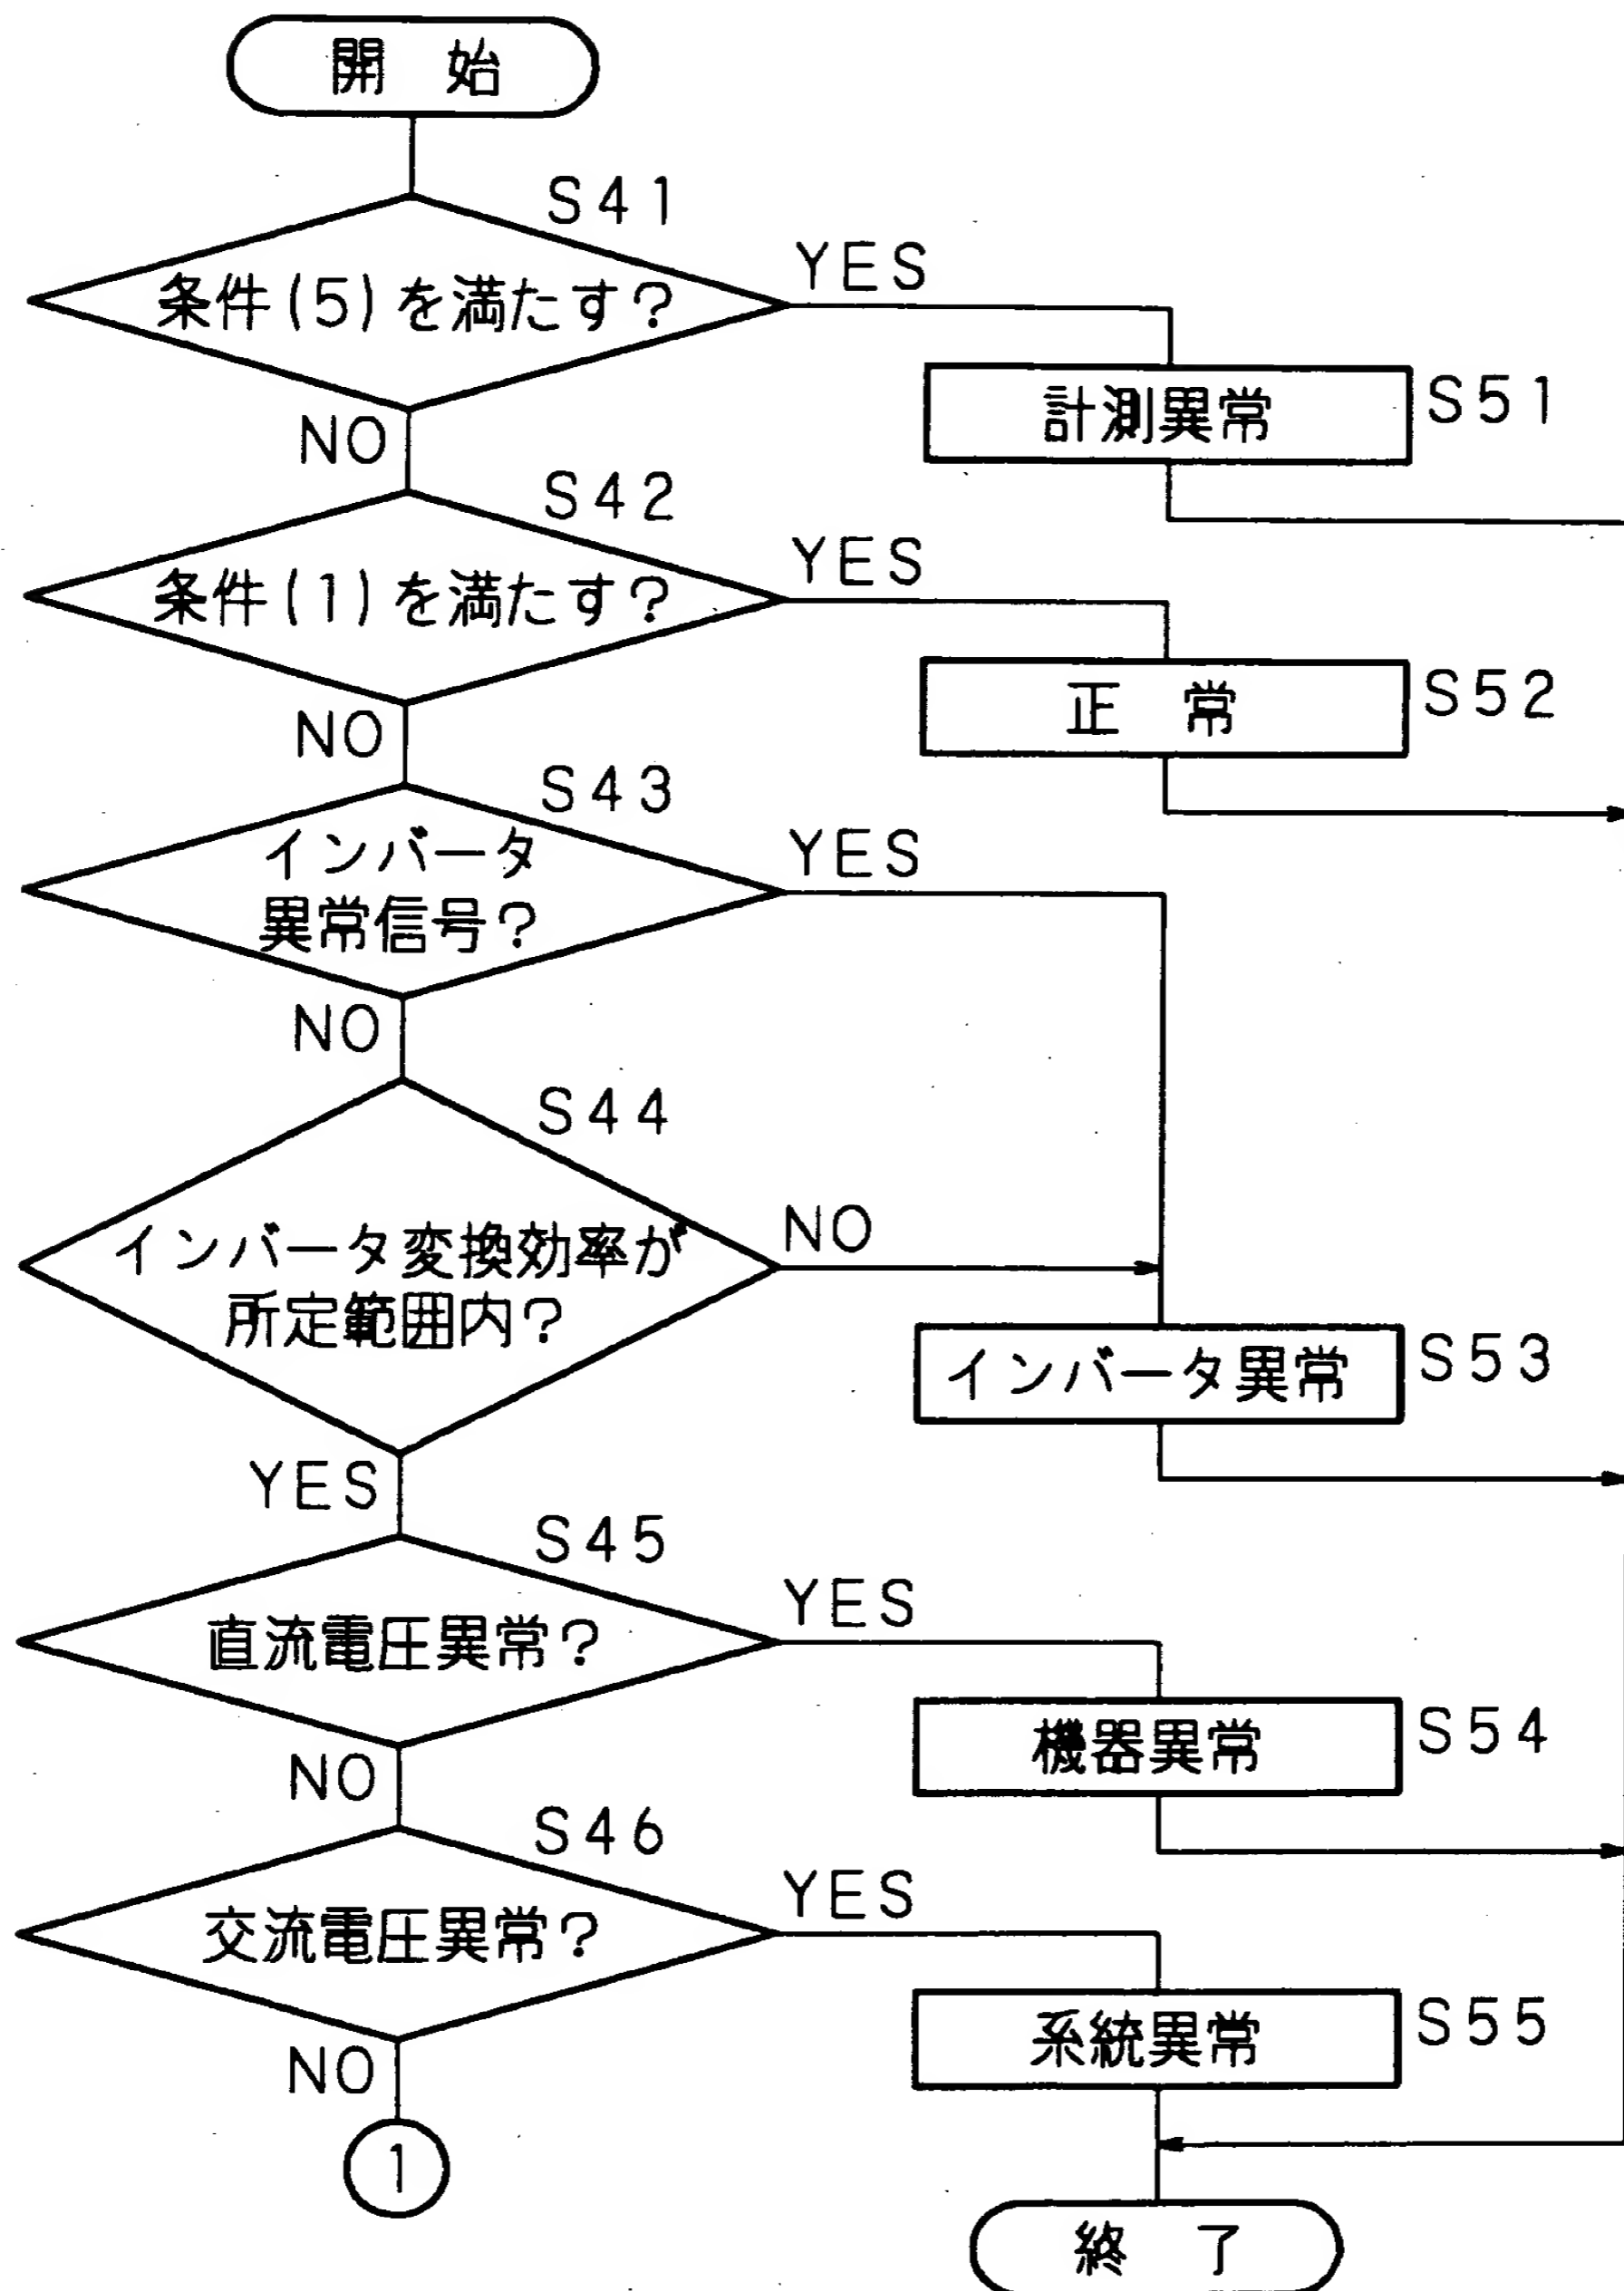 開 始
S41
条件(5)を満たす?
YES
計測異常
S51
NO
S42
条件(1)を満たす?
YES
正 常
S52
NO
S43
インバータ
異常信号?
YES
NO
S44
インバータ変換効率が
所定範囲内?
NO
インバータ異常
S53
YES
S45
直流電圧異常?
YES
機器異常
S54
NO
S46
交流電圧異常?
YES
系統異常
S55
NO
1
終 了